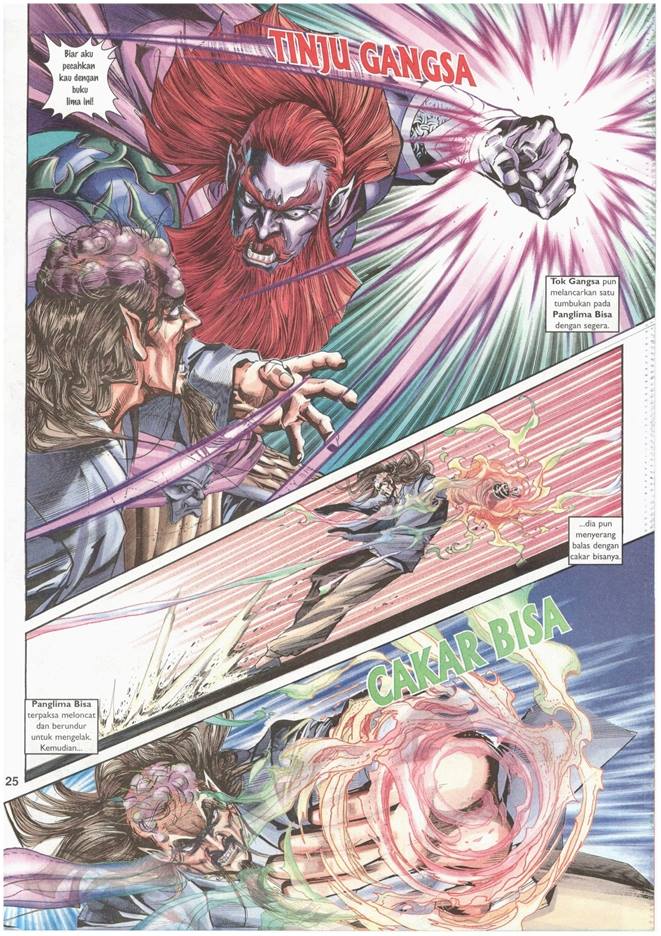 Biar aku
pecahkan
kau dengan
buku
lima ini!
TINJU GANGSA
Tok Gangsa pun
melancarkan satu
tumbukan pada
Panglima Bisa
dengan segera.
Panglima Bisa
terpaksa meloncat
dan berundur
untuk mengelak.
Kemudian...
...dia pun
menyerang
balas dengan
cakar bisanya.
CAKAR BISA
25